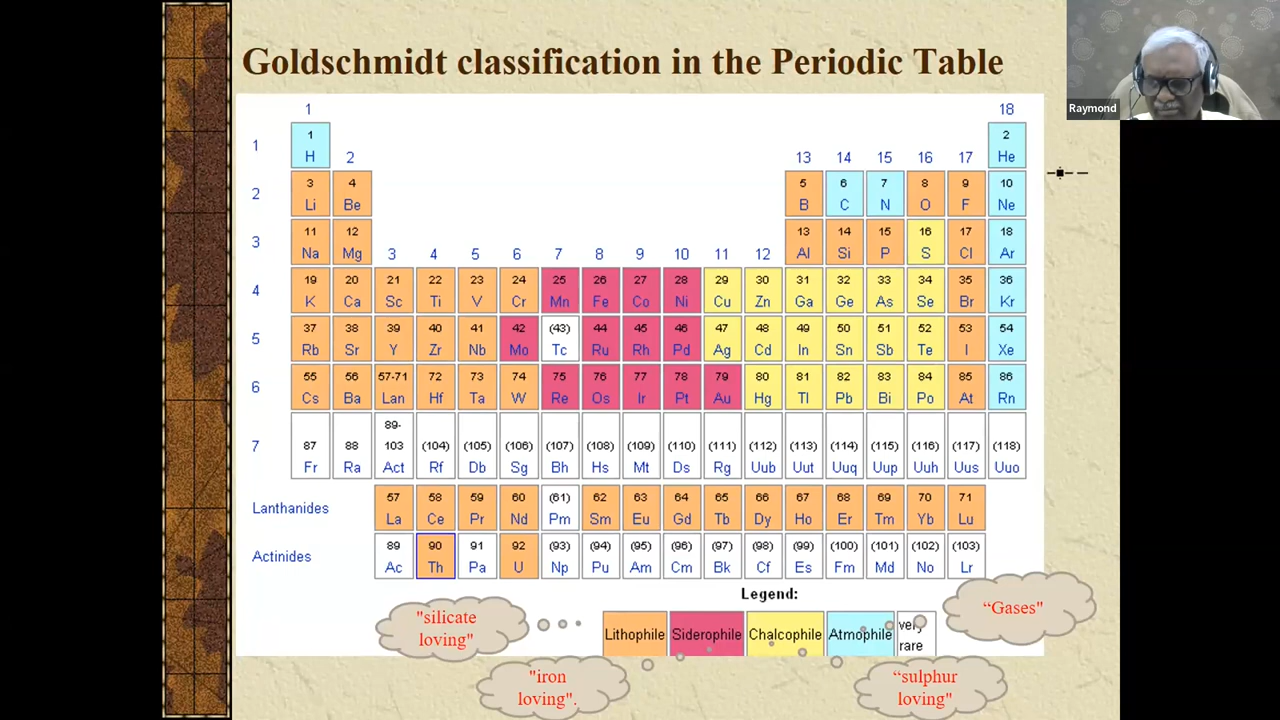 Goldschmidt classification in the Periodic Table
Raymond
1 18
1 1 2
H He
2 13 14 15 16 17
2 3 4 5 6 7 8 9 10
Li Be B C N O F Ne
3 11 12 13 14 15 16 17 18
Na Mg Al Si P S Cl Ar
3 4 5 6 7 8 9 10 11 12
4 19 20 21 22 23 24 25 26 27 28 29 30 31 32 33 34 35 36
K Ca Sc Ti V Cr Mn Fe Co Ni Cu Zn Ga Ge As Se Br Kr
5 37 38 39 40 41 42 (43) 44 45 46 47 48 49 50 51 52 53 54
Rb Sr Y Zr Nb Mo Tc Ru Rh Pd Ag Cd In Sn Sb Te I Xe
6 55 56 57-71 72 73 74 75 76 77 78 79 80 81 82 83 84 85 86
Cs Ba Lan Hf Ta W Re Os Ir Pt Au Hg Tl Pb Bi Po At Rn
89-
7 87 88 103 (104) (105) (106) (107) (108) (109) (110) (111) (112) (113) (114) (115) (116) (117) (118)
Fr Ra Act Rf Db Sg Bh Hs Mt Ds Rg Uub Uut Uuq Uup Uuh Uus Uuo
Lanthanides 57 58 59 60 (61) 62 63 64 65 66 67 68 69 70 71
La Ce Pr Nd Pm Sm Eu Gd Tb Dy Ho Er Tm Yb Lu
Actinides 89 90 91 92 (93) (94) (95) (96) (97) (98) (99) (100) (101) (102) (103)
Ac Th Pa U Np Pu Am Cm Bk Cf Es Fm Md No Lr
Legend:
Lithophile Siderophile Chalcophile Atmophile very
rare
"silicate
loving"
"iron
loving".
“sulphur
loving"
“Gases"